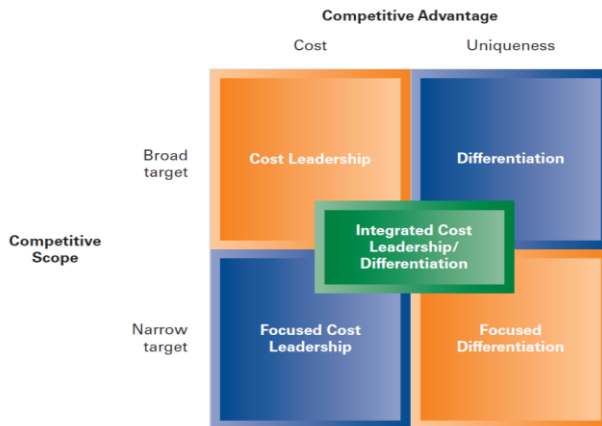 Competitive Advantage
Cost
Uniqueness
Broad
target
Cost Leadership
Differentiation
Integrated Cost
Leadership/
Differentiation
Competitive
Scope
Narrow
target
Focused Cost
Leadership
Focused
Differentiation